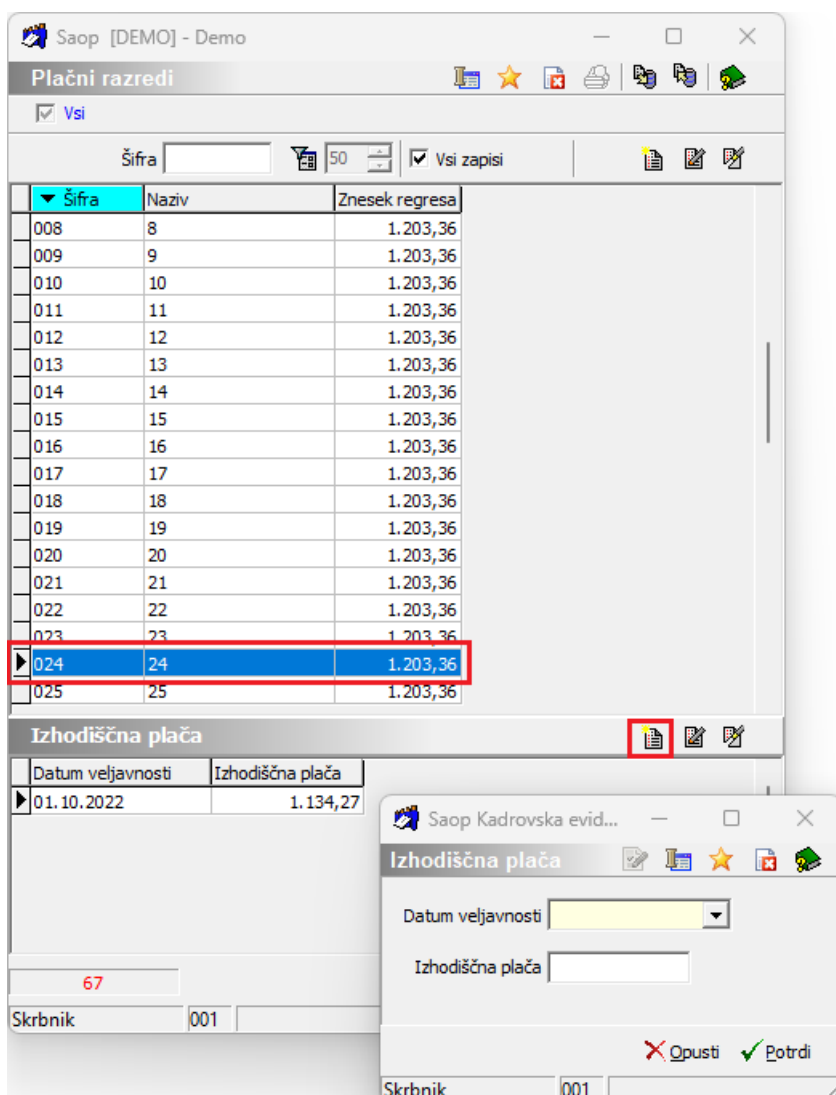 Saop [DEMO] - Demo
Plačni razredi
Vsi
Šifra 50 Vsi zapisi
Šifra Naziv Znesek regresa
008 8 1.203,36
009 9 1.203,36
010 10 1.203,36
011 11 1.203,36
012 12 1.203,36
013 13 1.203,36
014 14 1.203,36
015 15 1.203,36
016 16 1.203,36
017 17 1.203,36
018 18 1.203,36
019 19 1.203,36
020 20 1.203,36
021 21 1.203,36
022 22 1.203,36
023 23 1.203,36
024 24 1.203,36
025 25 1.203,36
Izhodiščna plača
Datum veljavnosti Izhodiščna plača
01.10.2022 1.134,27
67
Skrbnik 001
Saop Kadrovska evid...
Izhodiščna plača
Datum veljavnosti
Izhodiščna plača
Opusti Potrdi
Skrbnik 001